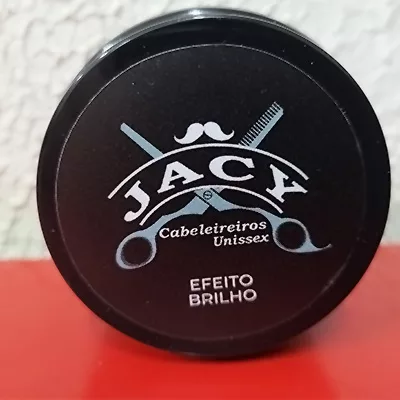 JACY
Cabeleireiros
Unissex
EFEITO
BRILHO